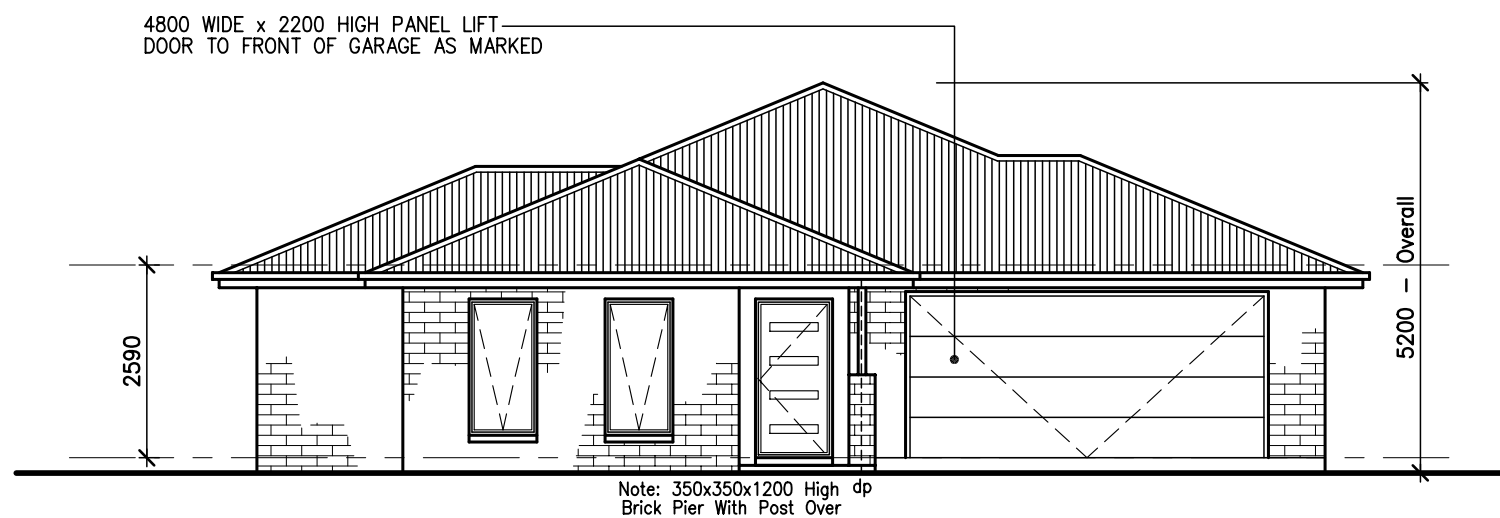 4800 WIDE x 2200 HIGH PANEL LIFT
DOOR TO FRONT OF GARAGE AS MARKED
5200 - Overall
2590
Note: 350x350x1200 High
Brick Pier With Post Over
dp